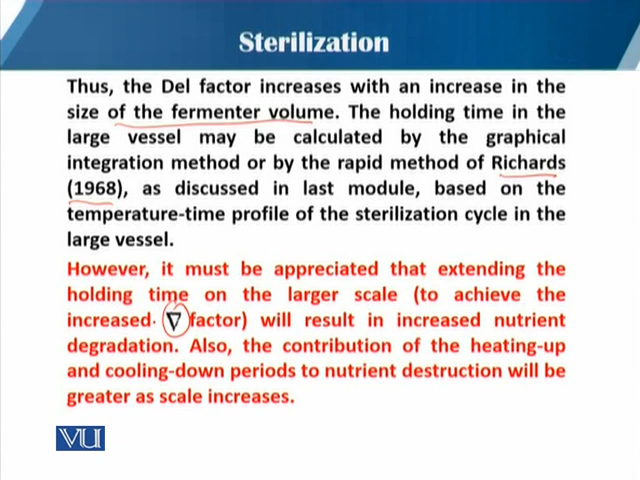 Sterilization
Thus, the Del factor increases with an increase in the
size of the fermenter volume. The holding time in the
large vessel may be calculated by the graphical
integration method or by the rapid method of Richards
(1968), as discussed in last module, based on the
temperature-time profile of the sterilization cycle in the
large vessel.
However, it must be appreciated that extending the
holding time on the larger scale (to achieve the
increased ∇ factor) will result in increased nutrient
degradation. Also, the contribution of the heating-up
and cooling-down periods to nutrient destruction will be
greater as scale increases.
VU